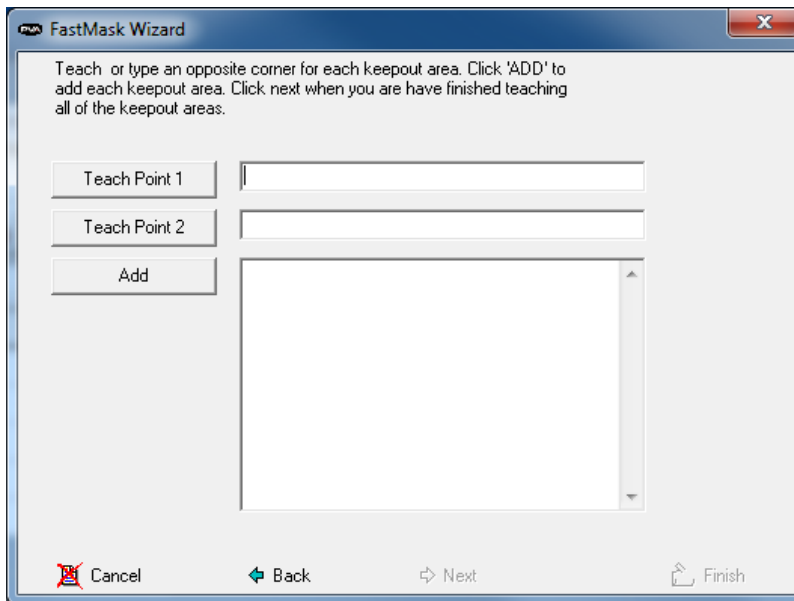 PVA FastMask Wizard
Teach or type an opposite corner for each keepout area. Click 'ADD' to
add each keepout area. Click next when you are have finished teaching
all of the keepout areas.
Teach Point 1
Teach Point 2
Add
Cancel Back Next Finish